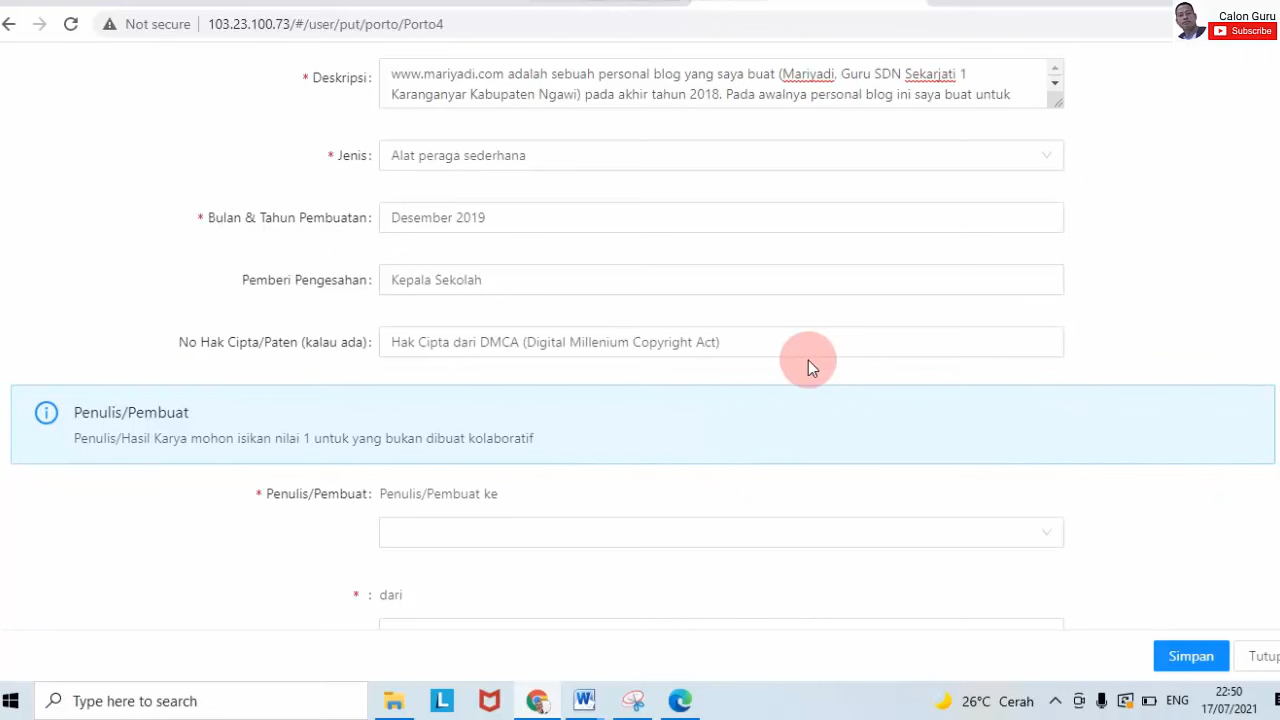 Not secure
103.23.100.73/#/user/put/porto/Porto4
Calon Guru
Subscribe
* Deskripsi:
www.mariyadi.com adalah sebuah personal blog yang saya buat (Mariyadi, Guru SDN Sekarjati 1
Karanganyar Kabupaten Ngawi) pada akhir tahun 2018. Pada awalnya personal blog ini saya buat untuk
* Jenis: Alat peraga sederhana
* Bulan & Tahun Pembuatan: Desember 2019
Pemberi Pengesahan: Kepala Sekolah
No Hak Cipta/Paten (kalau ada): Hak Cipta dari DMCA (Digital Millenium Copyright Act)
Penulis/Pembuat
Penulis/Hasil Karya mohon isikan nilai 1 untuk yang bukan dibuat kolaboratif
* Penulis/Pembuat: Penulis/Pembuat ke
* : dari
Simpan
Tutup
Type here to search
26°C Cerah
ENG
22:50
17/07/2021